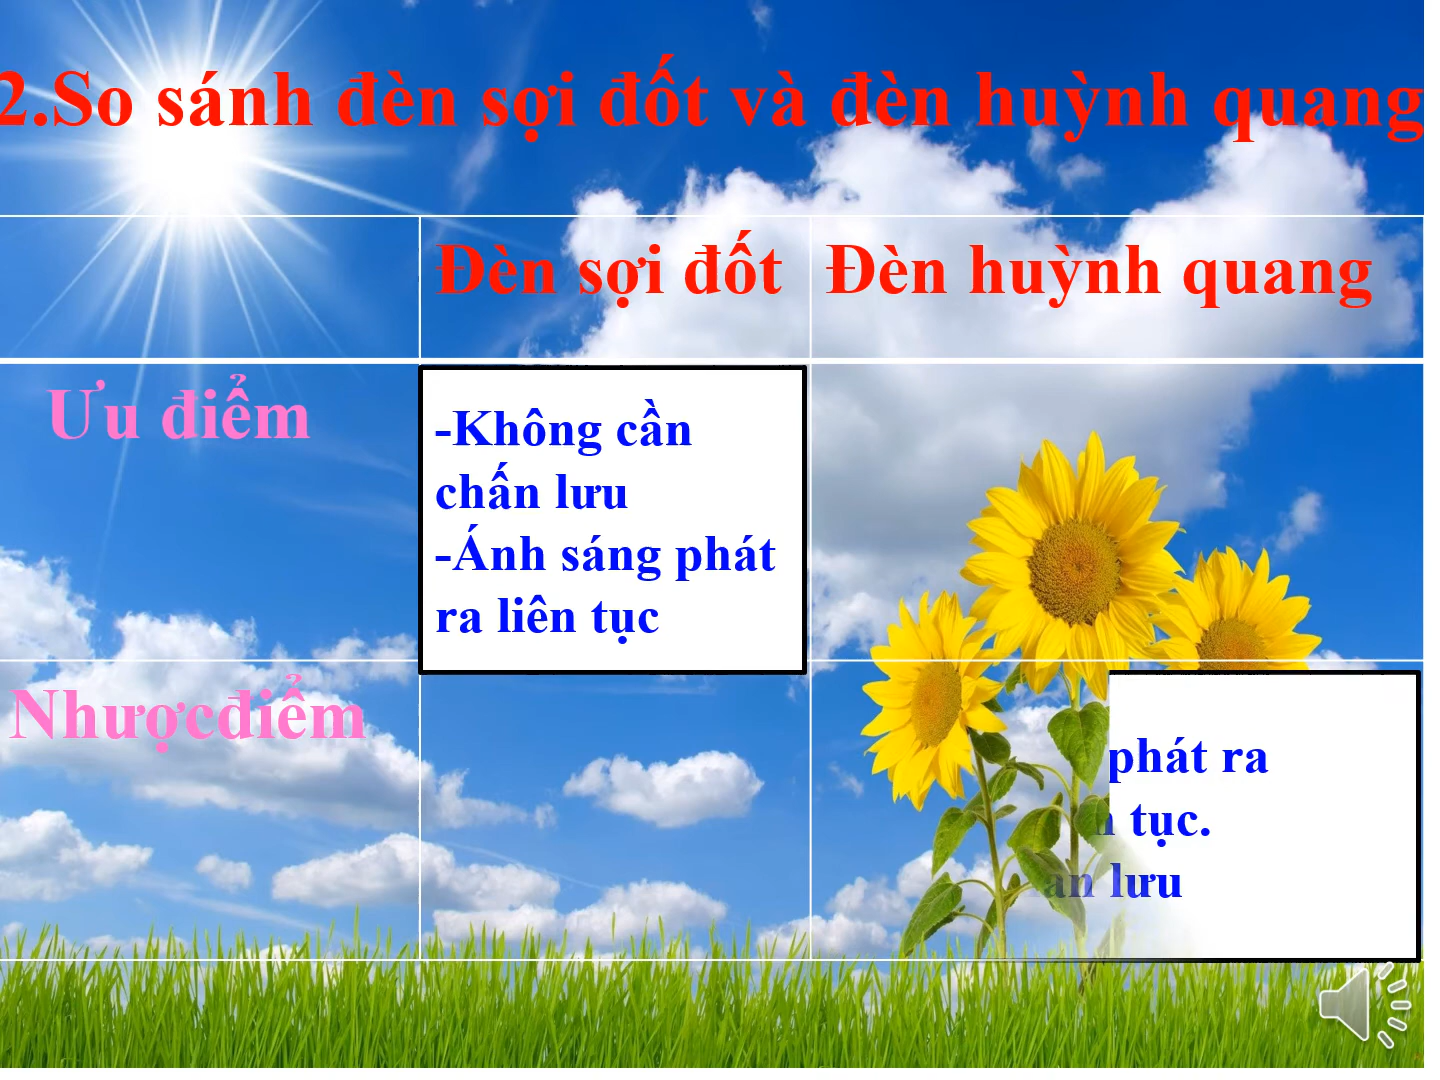 2.So sánh đèn sợi đốt và đèn huỳnh quang
Đèn sợi đốt
Đèn huỳnh quang
Ưu điểm
-Không cần
chấn lưu
-Ánh sáng phát
ra liên tục
Nhượcđiểm
phát ra
tục.
lưu